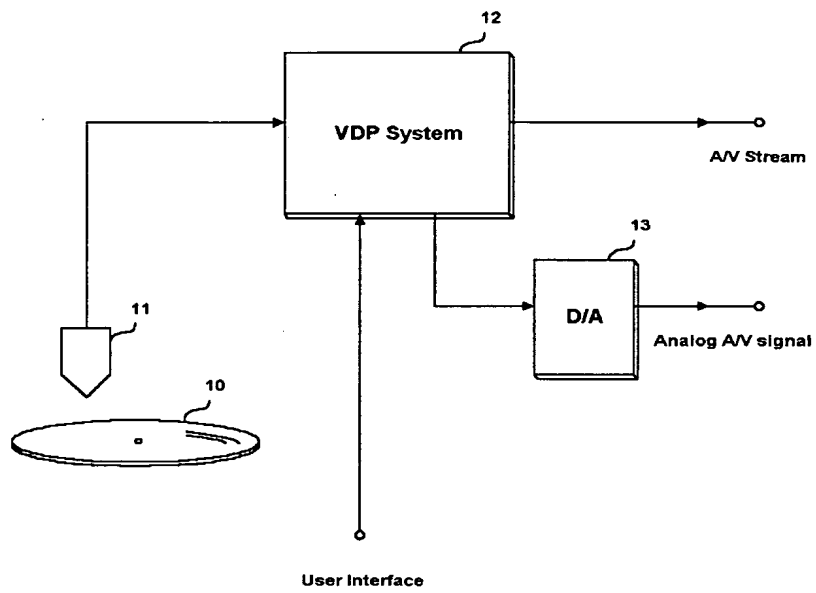 12
VDP System
A/V Stream
13
D/A
Analog A/V signal
11
10
User Interface